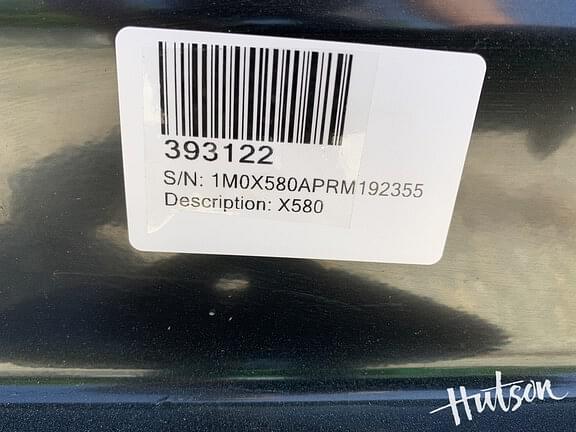 393122
S/N: 1M0X580APRM192355
Description: X580
Hutson